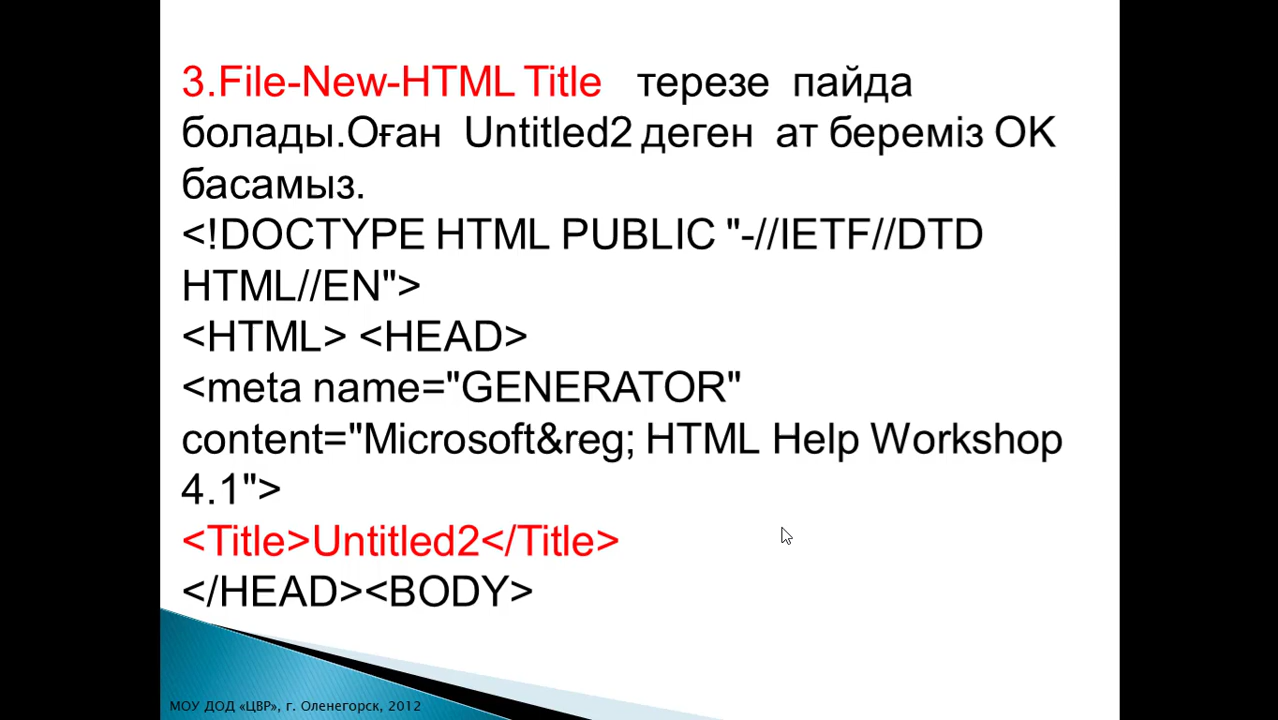 3.File-New-HTML Title терезе пайда
болады.Оған Untitled2 деген ат береміз OK
басамыз.
<!DOCTYPE HTML PUBLIC "-//IETF//DTD
HTML//EN">
<HTML> <HEAD>
<meta name="GENERATOR"
content="Microsoft&reg; HTML Help Workshop
4.1">
<Title>Untitled2</Title>
</HEAD><BODY>
МОУ ДОД «ЦВР», г. Оленегорск, 2012